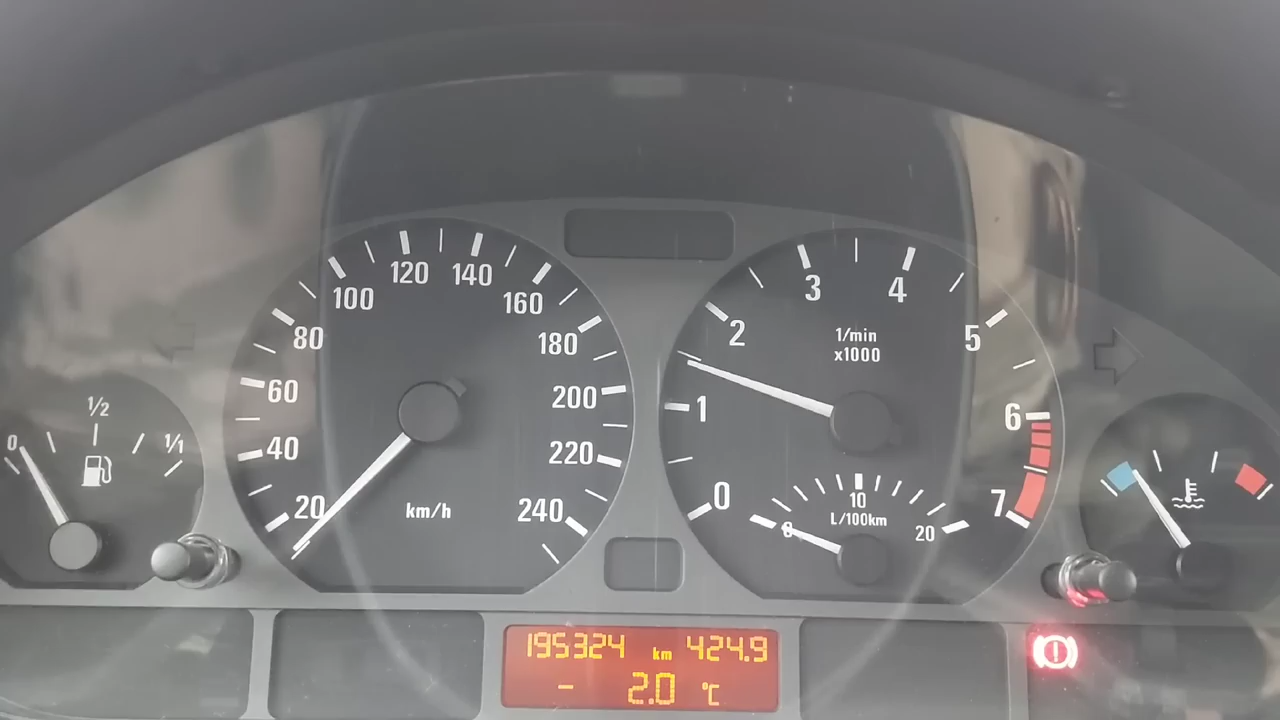 0 1/2 1/1
20 40 60 80 100 120 140 160 180 200 220 240
km/h
0 1 2 3 4 5 6 7
1/min
x1000
0 10 20
L/100km
195324 km 424.9
- 2.0 °C